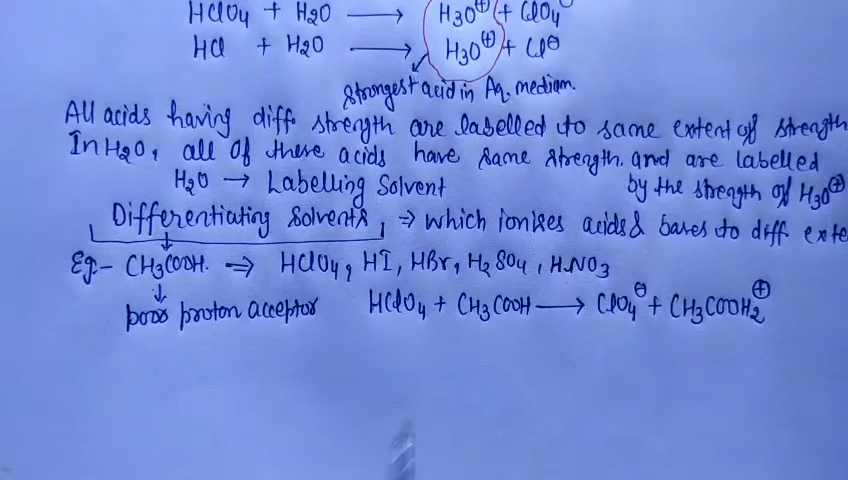 HClO4 + H2O ⟶ H3O⊕ + ClO4⊖
HCl + H2O ⟶ H3O⊕ + Cl⊖
strongest acid in Aq. medium.
All acids having diff. strength are labelled to same extent of strength
In H2O, all of these acids have same strength. and are labelled
by the strength of H3O⊕
H2O → Labelling Solvent
Differentiating Solvents, ⇒ which ionises acids & bases to diff. exte
Eg:- CH3COOH. ⇒ HClO4, HI, HBr, H2SO4, HNO3
poor proton acceptor HClO4 + CH3COOH ⟶ ClO4⊖ + CH3COOH2⊕